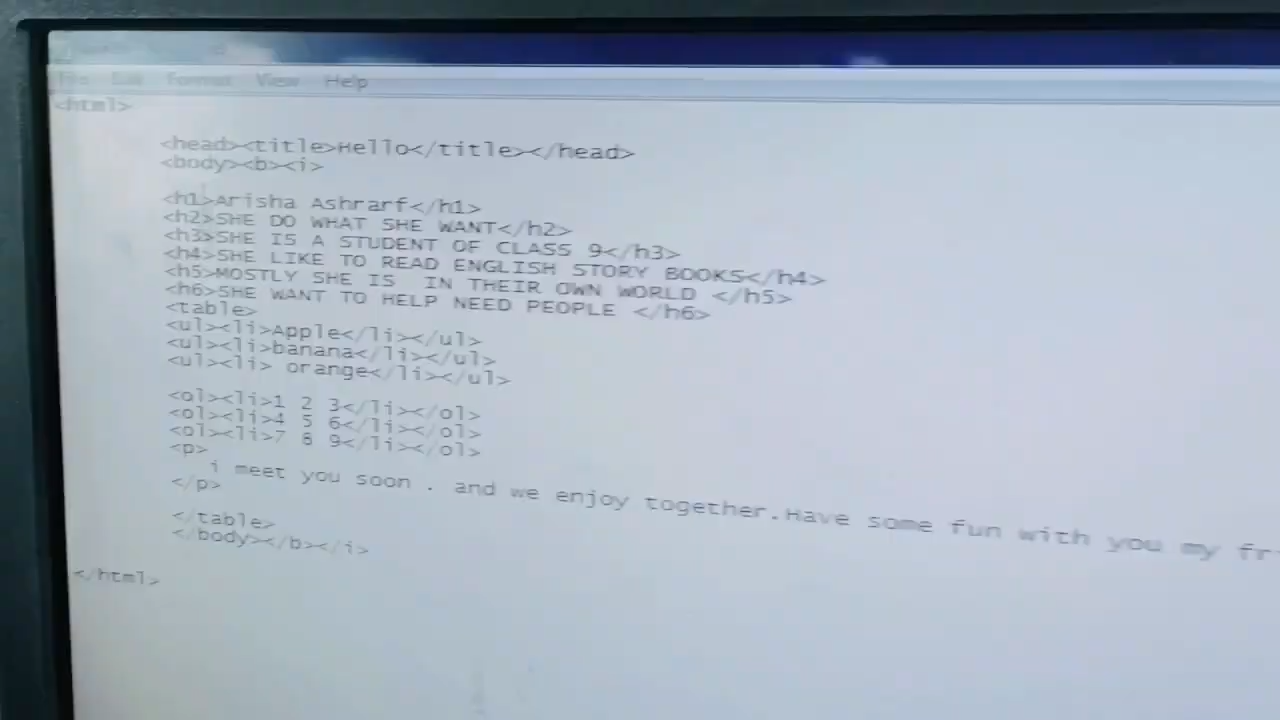 File Edit Format View Help
<html>
<head><title>Hello</title></head>
<body><b><i>
<h1>Arisha Ashrarf</h1>
<h2>SHE DO WHAT SHE WANT</h2>
<h3>SHE IS A STUDENT OF CLASS 9</h3>
<h4>SHE LIKE TO READ ENGLISH STORY BOOKS</h4>
<h5>MOSTLY SHE IS  IN THEIR OWN WORLD </h5>
<h6>SHE WANT TO HELP NEED PEOPLE </h6>
<table>
<ul><li>Apple</li></ul>
<ul><li>banana</li></ul>
<ul><li> orange</li></ul>
<ol><li>1 2 3</li></ol>
<ol><li>4 5 6</li></ol>
<ol><li>7 8 9</li></ol>
<p>
i meet you soon . and we enjoy together.Have some fun with you my
</p>
</table>
</body></b></i>
</html>